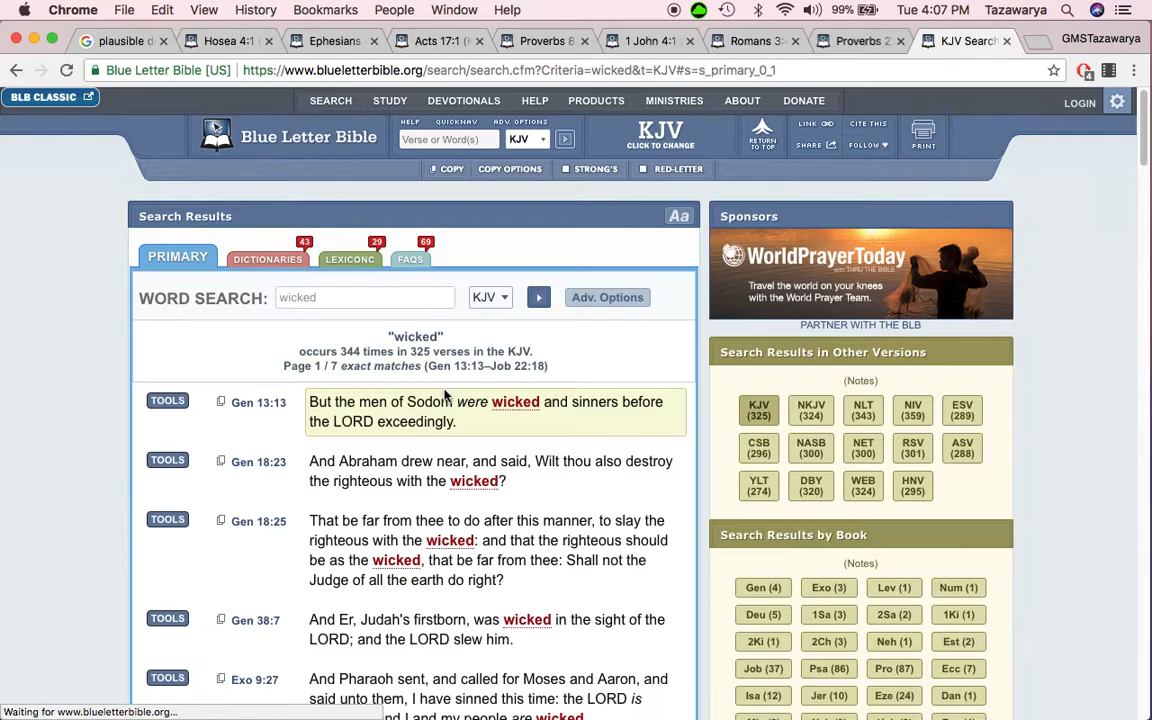 Chrome File Edit View History Bookmarks People Window Help 99% Tue 4:07 PM Tazawarya
plausible d Hosea 4:1 ( Ephesians Acts 17:1 (K Proverbs 8 1 John 4:1 Romans 3: Proverbs 2 KJV Search GMSTazawarya
Blue Letter Bible [US] https://www.blueletterbible.org/search/search.cfm?Criteria=wicked&t=KJV#s=s_primary_0_1 4
BLB CLASSIC
SEARCH STUDY DEVOTIONALS HELP PRODUCTS MINISTRIES ABOUT DONATE LOGIN
HELP QUICKNAV ADV. OPTIONS
Blue Letter Bible Verse or Word(s) KJV
KJV
CLICK TO CHANGE
RETURN TO TOP
LINK CITE THIS
SHARE FOLLOW
PRINT
COPY COPY OPTIONS STRONG'S RED-LETTER
Search Results Aa
43 29 69
PRIMARY DICTIONARIES LEXICONC FAQS
WORD SEARCH: wicked KJV Adv. Options
"wicked"
occurs 344 times in 325 verses in the KJV.
Page 1 / 7 exact matches (Gen 13:13–Job 22:18)
TOOLS Gen 13:13 But the men of Sodom were wicked and sinners before
the LORD exceedingly.
TOOLS Gen 18:23 And Abraham drew near, and said, Wilt thou also destroy
the righteous with the wicked?
TOOLS Gen 18:25 That be far from thee to do after this manner, to slay the
righteous with the wicked: and that the righteous should
be as the wicked, that be far from thee: Shall not the
Judge of all the earth do right?
TOOLS Gen 38:7 And Er, Judah's firstborn, was wicked in the sight of the
LORD; and the LORD slew him.
TOOLS Exo 9:27 And Pharaoh sent, and called for Moses and Aaron, and
said unto them, I have sinned this time: the LORD is
nd I and my people are wicked.
Waiting for www.blueletterbible.org...
Sponsors
WorldPrayerToday
with THRU THE BIBLE
Travel the world on your knees
with the World Prayer Team.
PARTNER WITH THE BLB
Search Results in Other Versions
(Notes)
KJV (325) NKJV (324) NLT (343) NIV (359) ESV (289)
CSB (296) NASB (300) NET (300) RSV (301) ASV (288)
YLT (274) DBY (320) WEB (324) HNV (295)
Search Results by Book
(Notes)
Gen (4) Exo (3) Lev (1) Num (1)
Deu (5) 1Sa (3) 2Sa (2) 1Ki (1)
2Ki (1) 2Ch (3) Neh (1) Est (2)
Job (37) Psa (86) Pro (87) Ecc (7)
Isa (12) Jer (10) Eze (24) Dan (1)